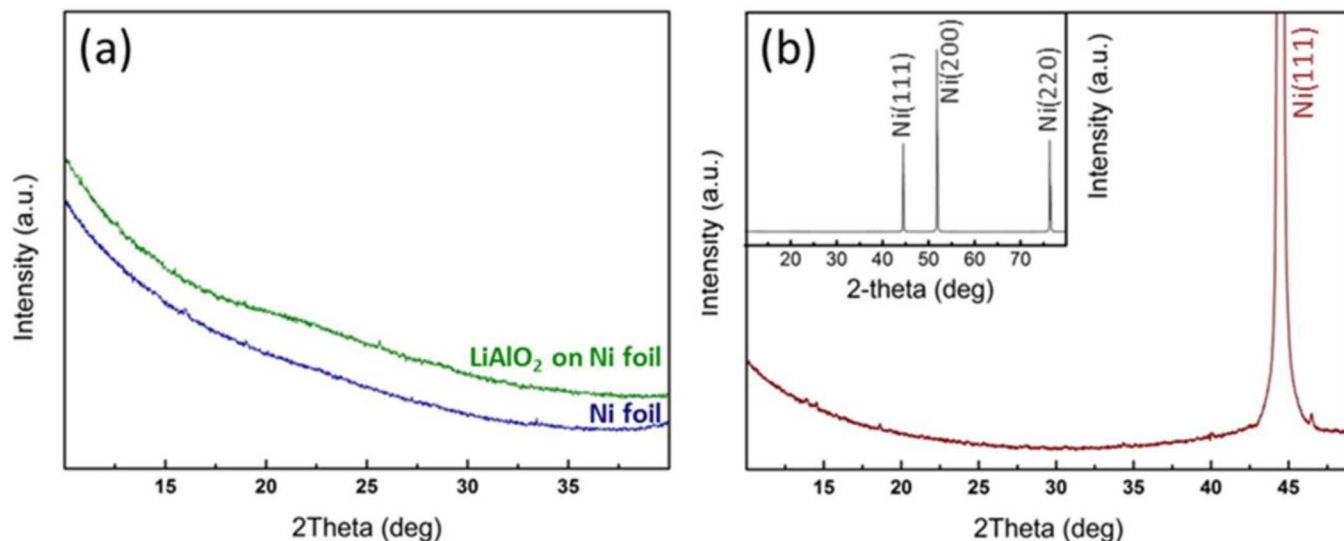 (a)
Intensity (a.u.)
LiAlO₂ on Ni foil
Ni foil
15 20 25 30 35
2Theta (deg)
(b)
Intensity (a.u.)
Ni(111)
Ni(200)
Ni(220)
20 30 40 50 60 70
2-theta (deg)
Intensity (a.u.)
Ni(111)
15 20 25 30 35 40 45
2Theta (deg)